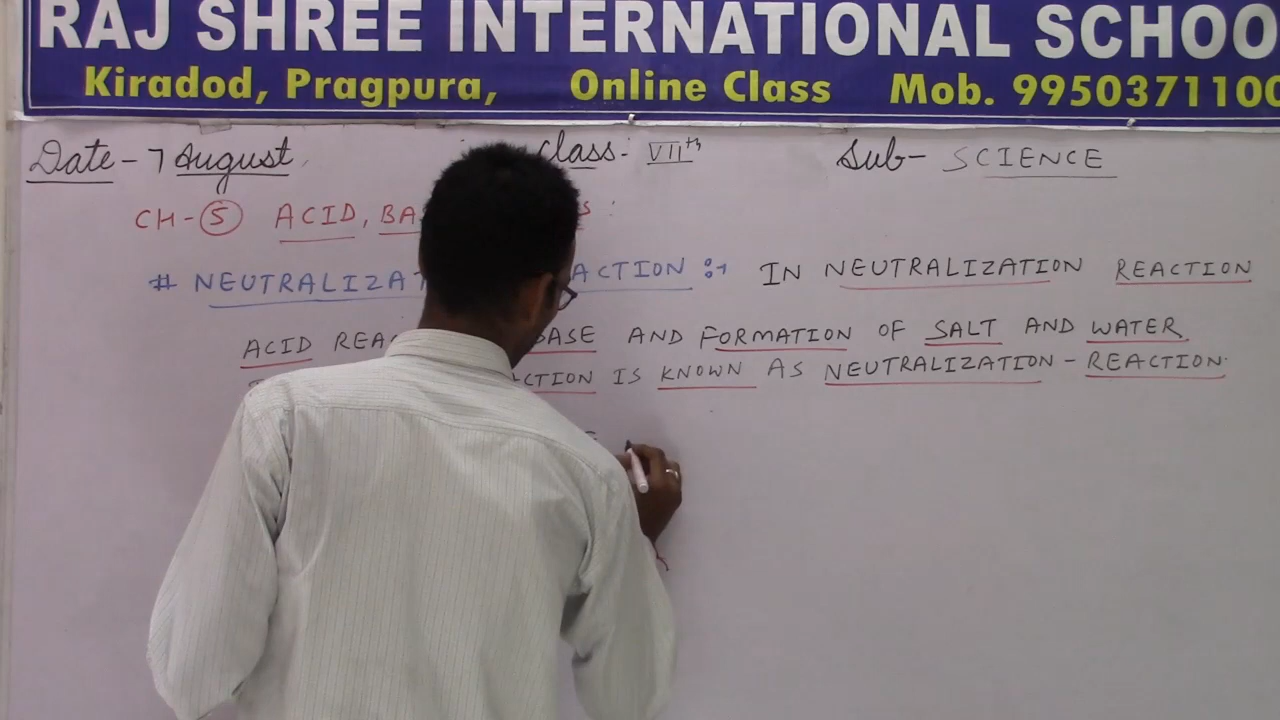 RAJ SHREE INTERNATIONAL SCHOO
Kiradod, Pragpura, Online Class Mob. 9950371100
Date - 7 August Class: VIIth Sub - SCIENCE
CH - 5 ACID, BA S :
# NEUTRALIZAT ACTION :→ IN NEUTRALIZATION REACTION
ACID REA BASE AND FORMATION OF SALT AND WATER
CTION IS KNOWN AS NEUTRALIZATION - REACTION.